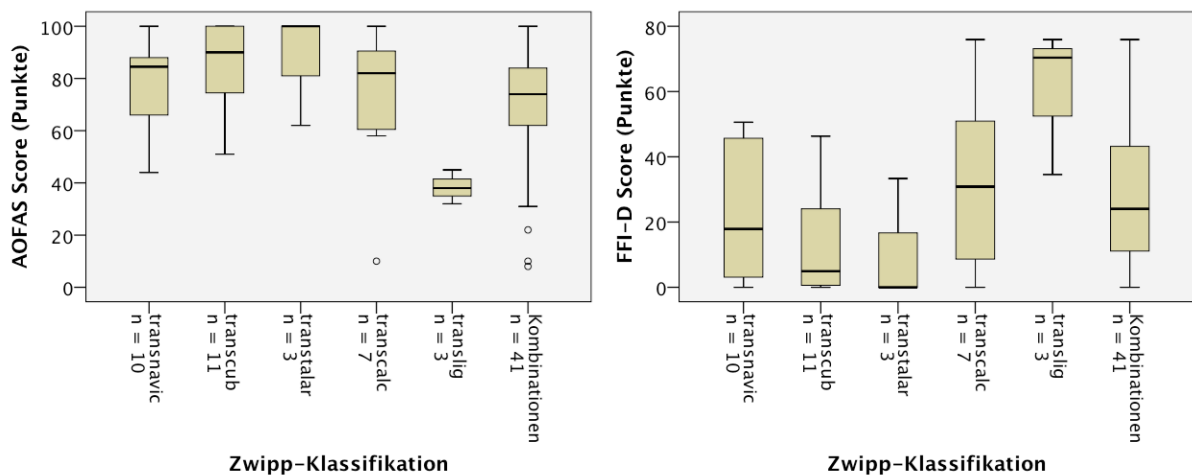 AOFAS Score (Punkte)
100
80
60
40
20
0
transnavic
n = 10
transcub
n = 11
transtalar
n = 3
transcalc
n = 7
translig
n = 3
Kombinationen
n = 41
Zwipp-Klassifikation
FFI-D Score (Punkte)
80
60
40
20
0
transnavic
n = 10
transcub
n = 11
transtalar
n = 3
transcalc
n = 7
translig
n = 3
Kombinationen
n = 41
Zwipp-Klassifikation